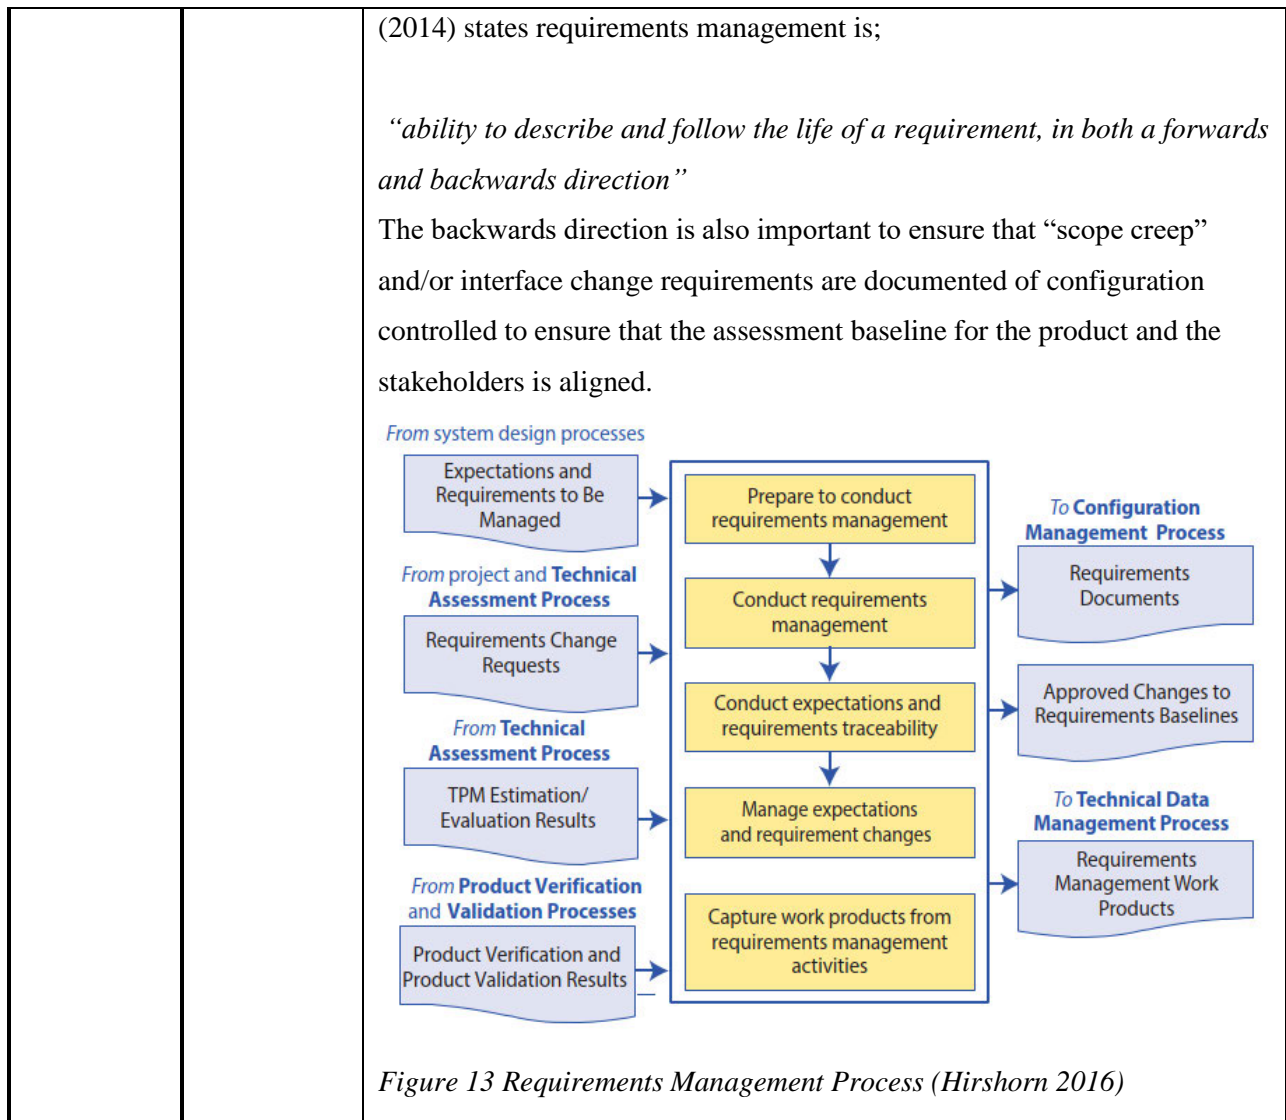 (2014) states requirements management is;
“ability to describe and follow the life of a requirement, in both a forwards
and backwards direction”
The backwards direction is also important to ensure that “scope creep”
and/or interface change requirements are documented of configuration
controlled to ensure that the assessment baseline for the product and the
stakeholders is aligned.
From system design processes
Expectations and
Requirements to Be
Managed
From project and Technical
Assessment Process
Requirements Change
Requests
From Technical
Assessment Process
TPM Estimation/
Evaluation Results
From Product Verification
and Validation Processes
Product Verification and
Product Validation Results
Prepare to conduct
requirements management
Conduct requirements
management
Conduct expectations and
requirements traceability
Manage expectations
and requirement changes
Capture work products from
requirements management
activities
To Configuration
Management Process
Requirements
Documents
Approved Changes to
Requirements Baselines
To Technical Data
Management Process
Requirements
Management Work
Products
Figure 13 Requirements Management Process (Hirshorn 2016)